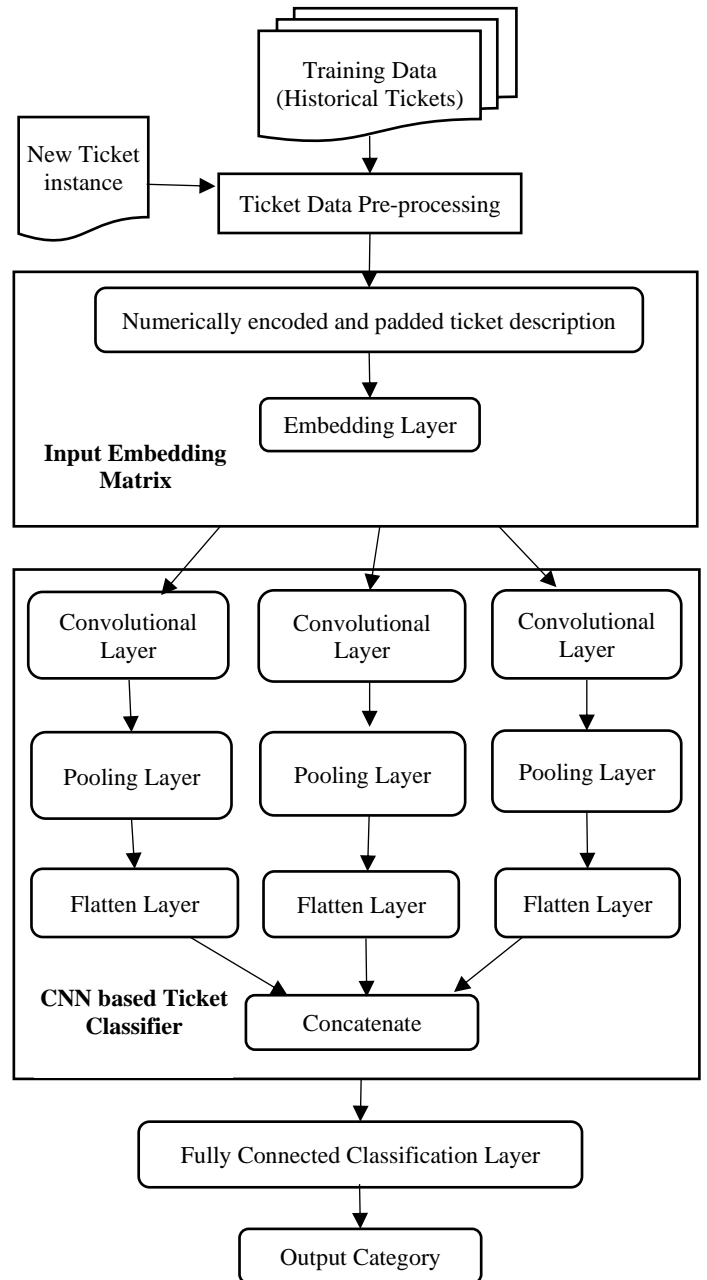 Training Data
(Historical Tickets)
New Ticket
instance
Ticket Data Pre-processing
Numerically encoded and padded ticket description
Embedding Layer
Input Embedding
Matrix
Convolutional
Layer
Convolutional
Layer
Convolutional
Layer
Pooling Layer
Pooling Layer
Pooling Layer
Flatten Layer
Flatten Layer
Flatten Layer
CNN based Ticket
Classifier
Concatenate
Fully Connected Classification Layer
Output Category